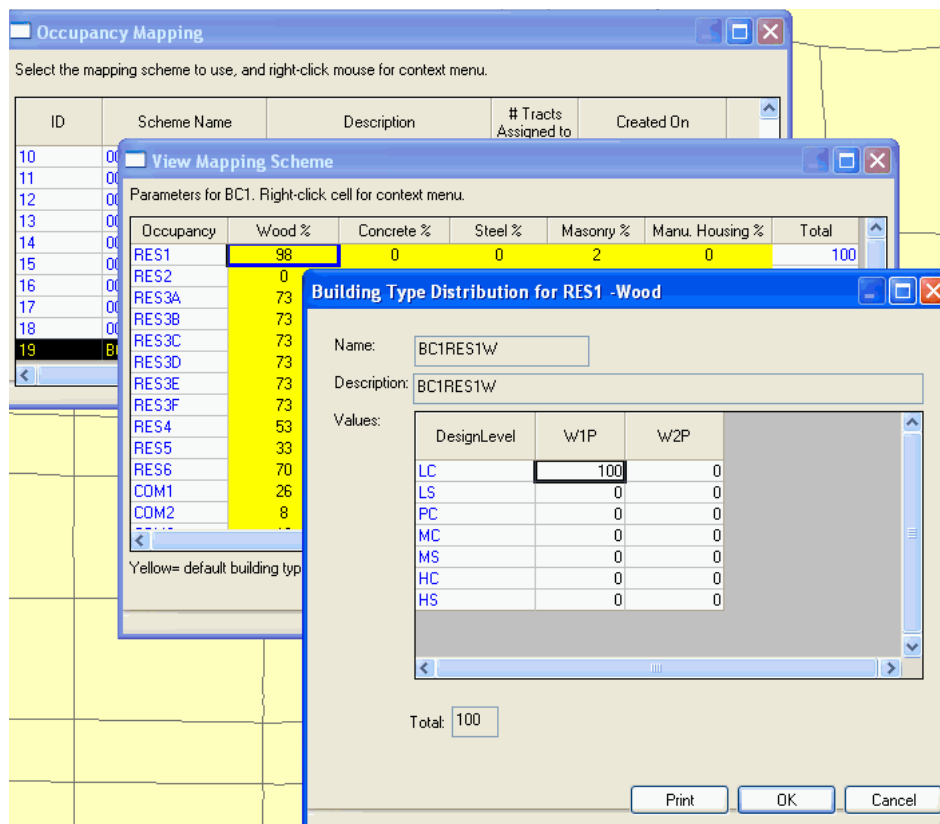 Occupancy Mapping
Select the mapping scheme to use, and right-click mouse for context menu.
ID Scheme Name Description # Tracts Assigned to Created On
10
11
12
13
14
15
16
17
18
19
View Mapping Scheme
Parameters for BC1. Right-click cell for context menu.
Occupancy Wood % Concrete % Steel % Masonry % Manu. Housing % Total
RES1 98 0 0 2 0 100
RES2 0
RES3A 73
RES3B 73
RES3C 73
RES3D 73
RES3E 73
RES3F 73
RES4 53
RES5 33
RES6 70
COM1 26
COM2 8
Yellow= default building typ
Building Type Distribution for RES1 -Wood
Name: BC1RES1W
Description: BC1RES1W
Values:
DesignLevel W1P W2P
LC 100 0
LS 0 0
PC 0 0
MC 0 0
MS 0 0
HC 0 0
HS 0 0
Total: 100
Print OK Cancel